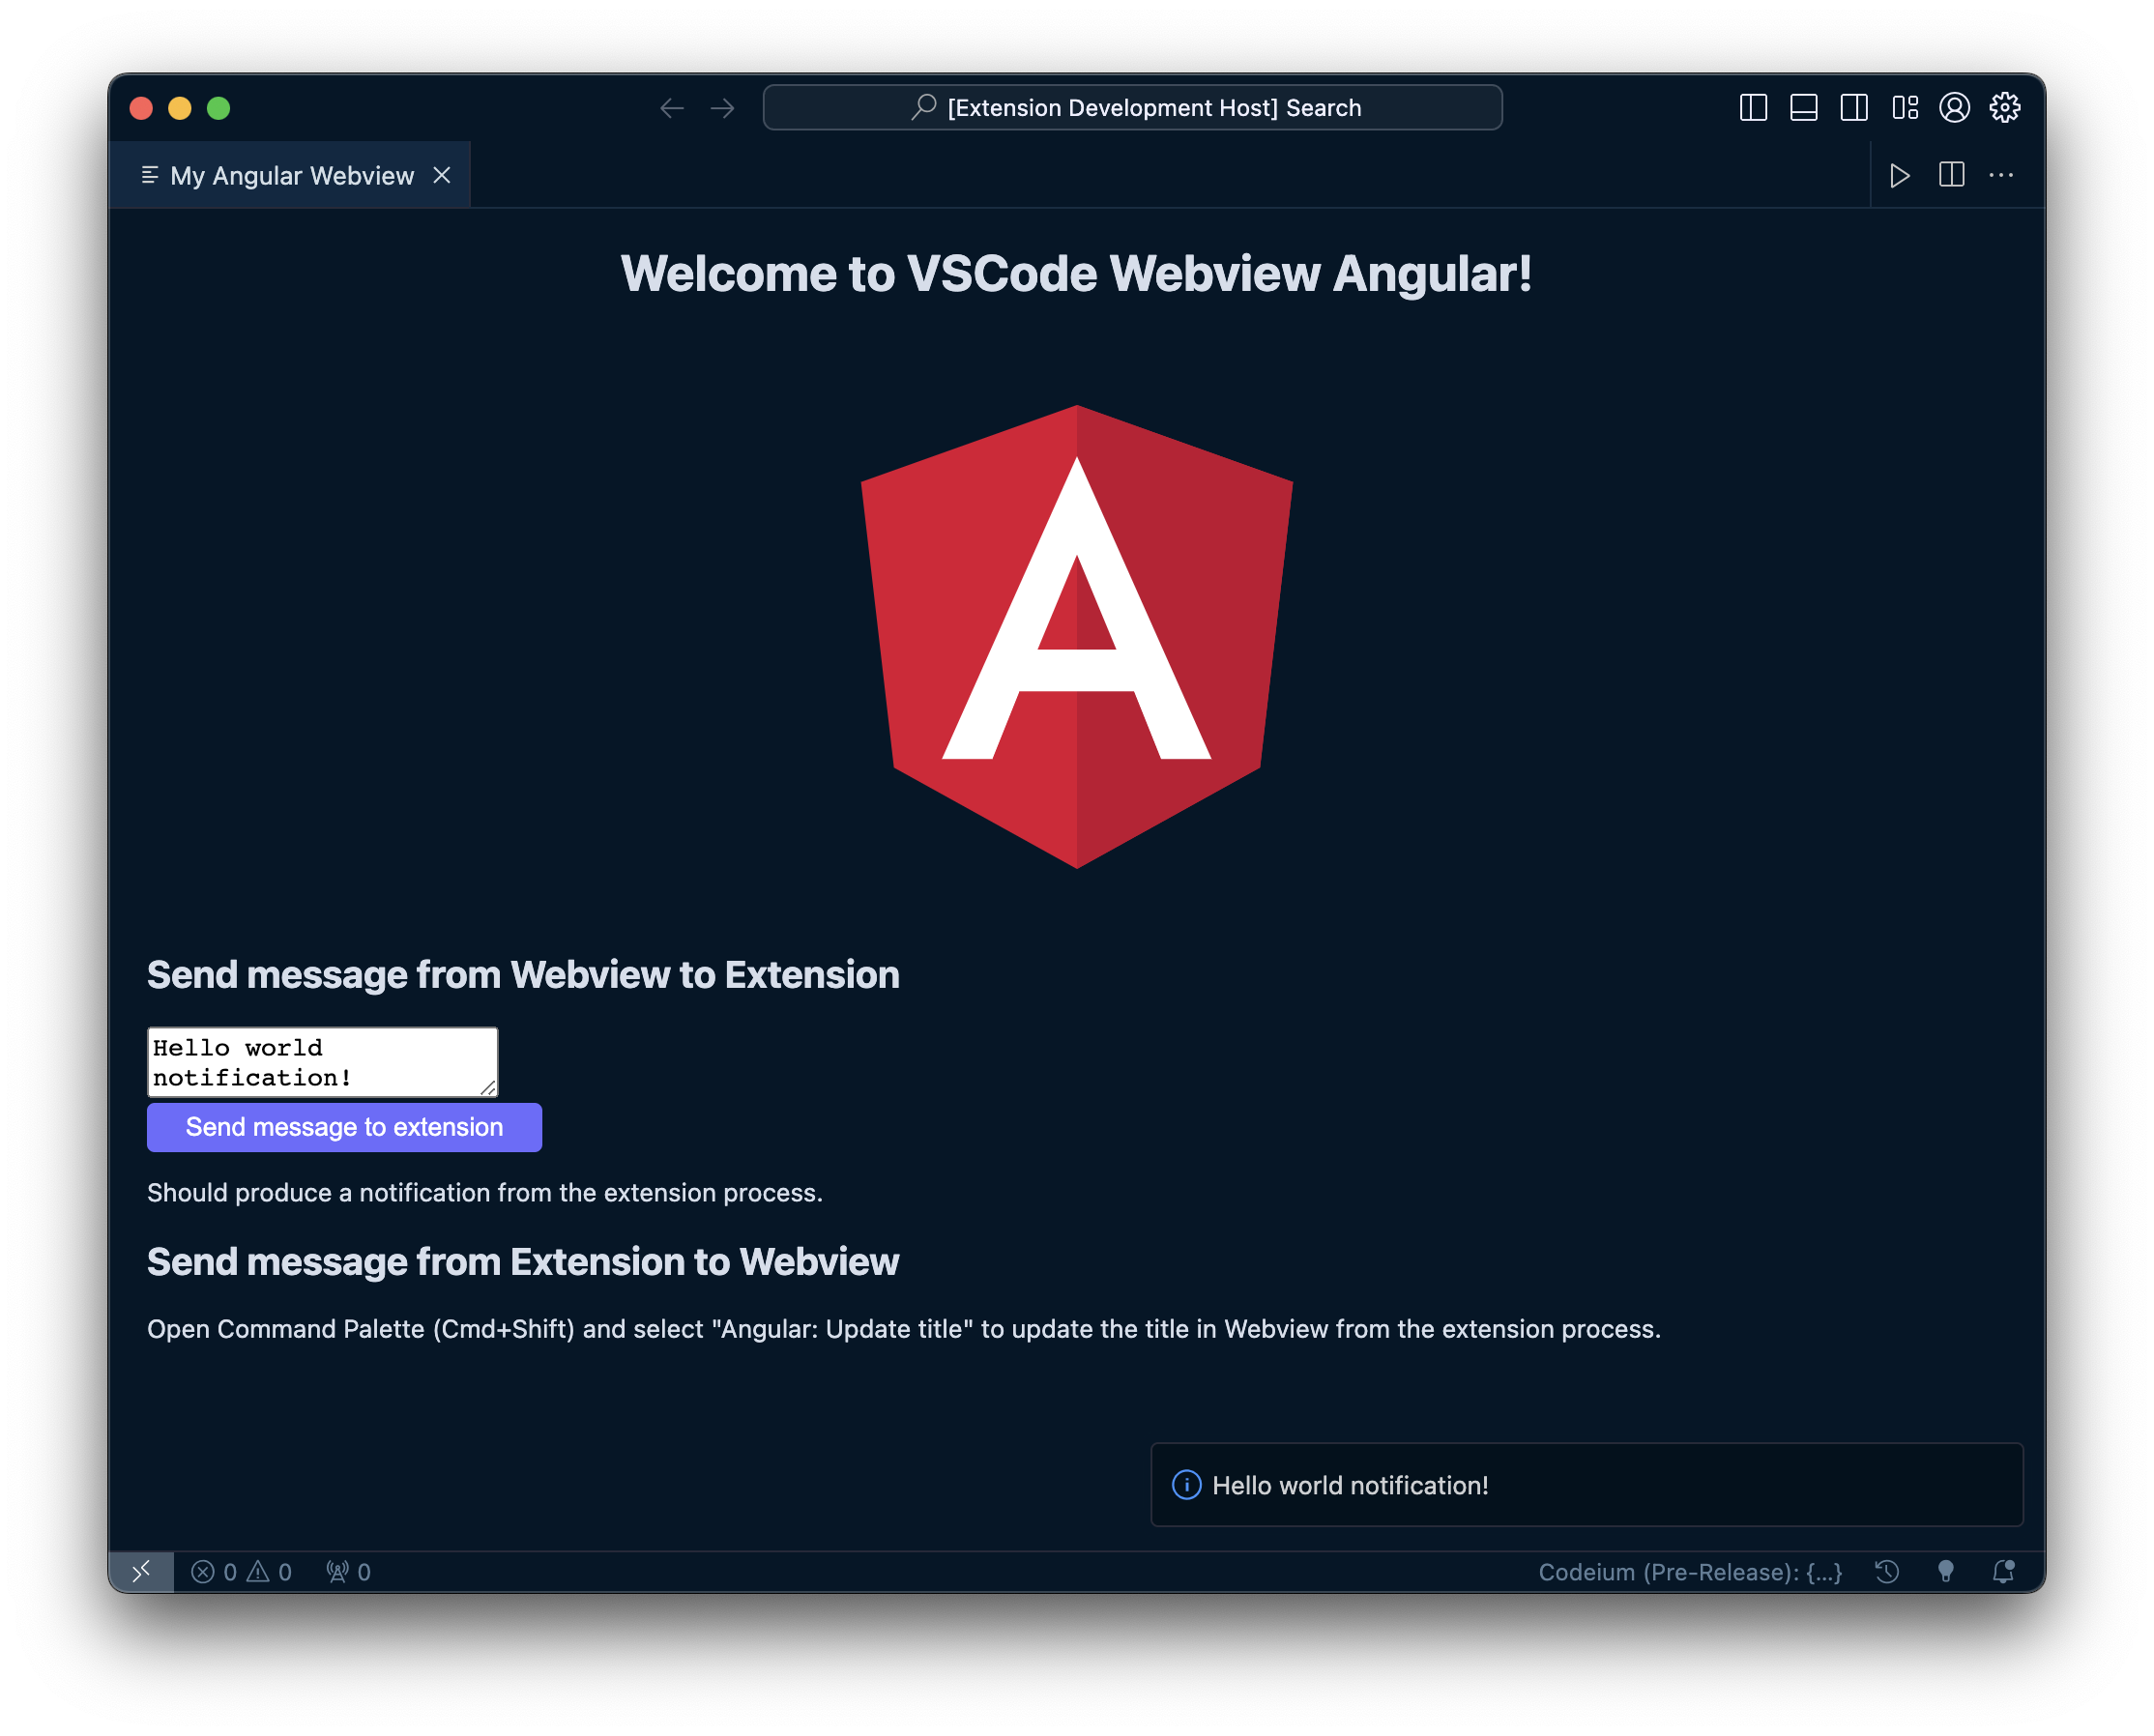 [Extension Development Host] Search
My Angular Webview
Welcome to VSCode Webview Angular!
A
Send message from Webview to Extension
Hello world
notification!
Send message to extension
Should produce a notification from the extension process.
Send message from Extension to Webview
Open Command Palette (Cmd+Shift) and select "Angular: Update title" to update the title in Webview from the extension process.
Hello world notification!
0 0 0 Codeium (Pre-Release): {...}